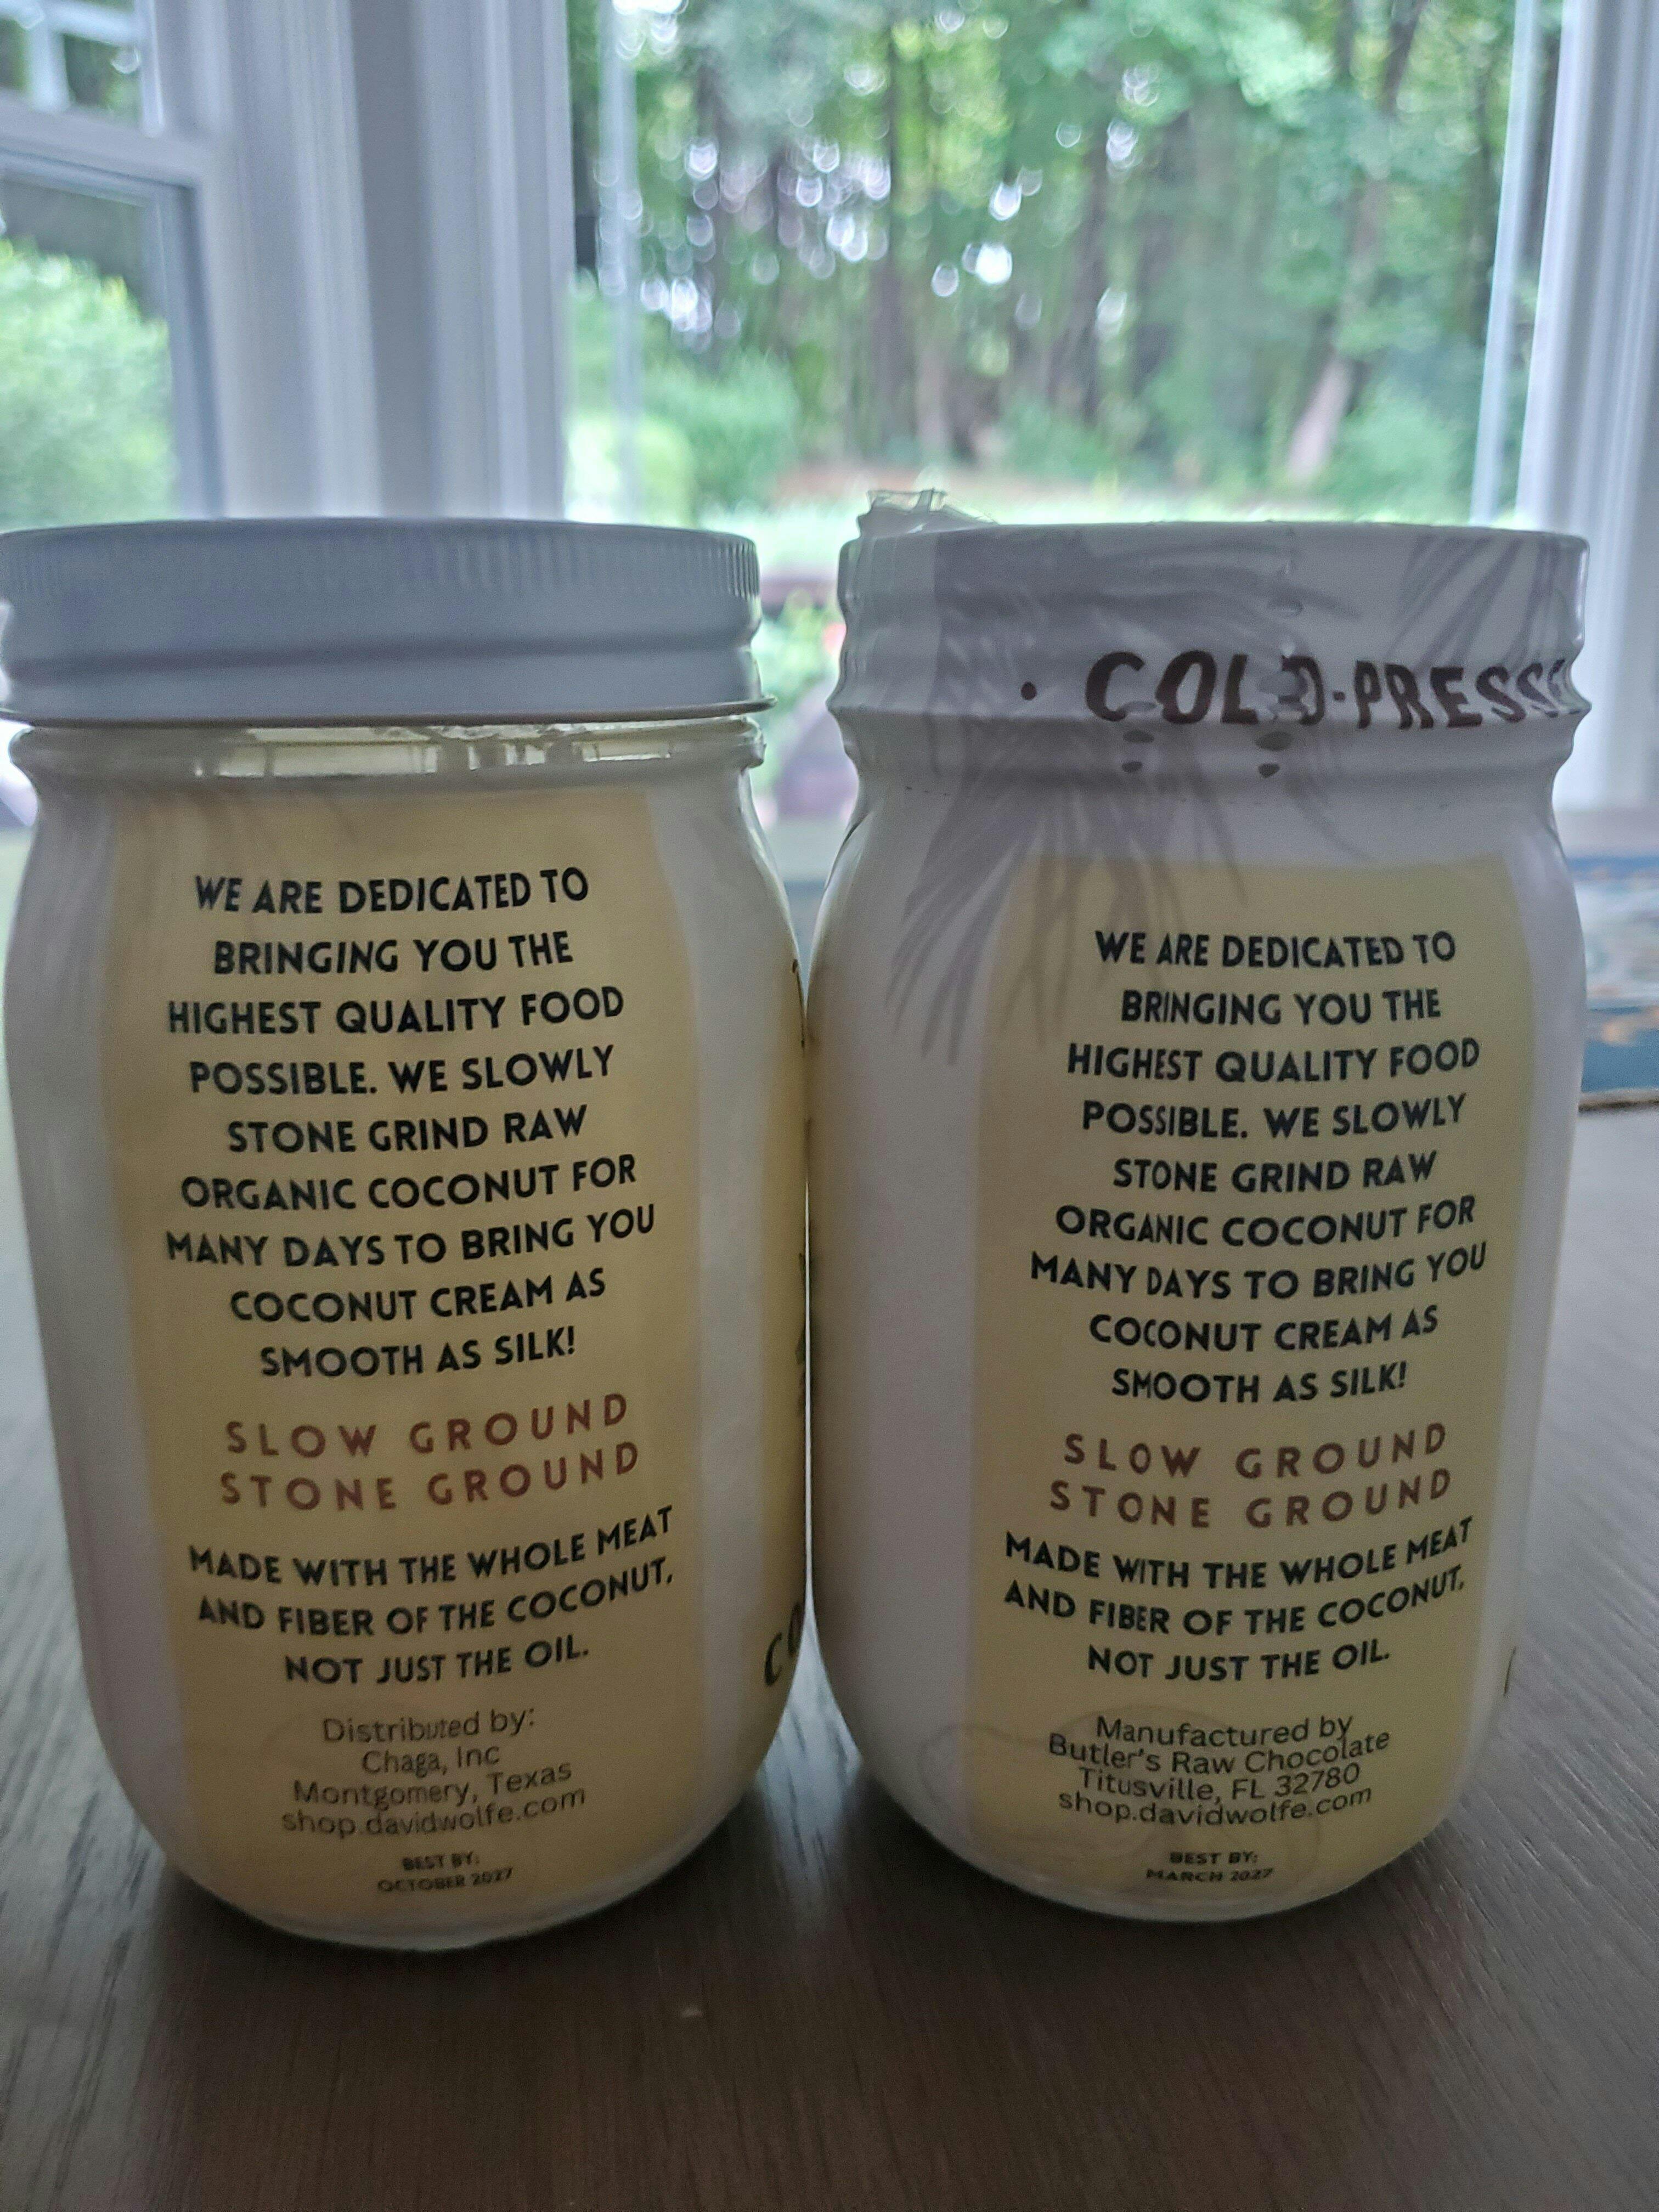 WE ARE DEDICATED TO
BRINGING YOU THE
HIGHEST QUALITY FOOD
POSSIBLE. WE SLOWLY
STONE GRIND RAW
ORGANIC COCONUT FOR
MANY DAYS TO BRING YOU
COCONUT CREAM AS
SMOOTH AS SILK!
SLOW GROUND
STONE GROUND
MADE WITH THE WHOLE MEAT
AND FIBER OF THE COCONUT,
NOT JUST THE OIL.
Distributed by:
Chaga, Inc
Montgomery, Texas
shop.davidwolfe.com
BEST BY:
OCTOBER 2027
CO
• COLD-PRESSE
WE ARE DEDICATED TO
BRINGING YOU THE
HIGHEST QUALITY FOOD
POSSIBLE. WE SLOWLY
STONE GRIND RAW
ORGANIC COCONUT FOR
MANY DAYS TO BRING YOU
COCONUT CREAM AS
SMOOTH AS SILK!
SLOW GROUND
STONE GROUND
MADE WITH THE WHOLE MEAT
AND FIBER OF THE COCONUT,
NOT JUST THE OIL.
Manufactured by
Butler's Raw Chocolate
Titusville, FL 32780
shop.davidwolfe.com
BEST BY:
MARCH 2027